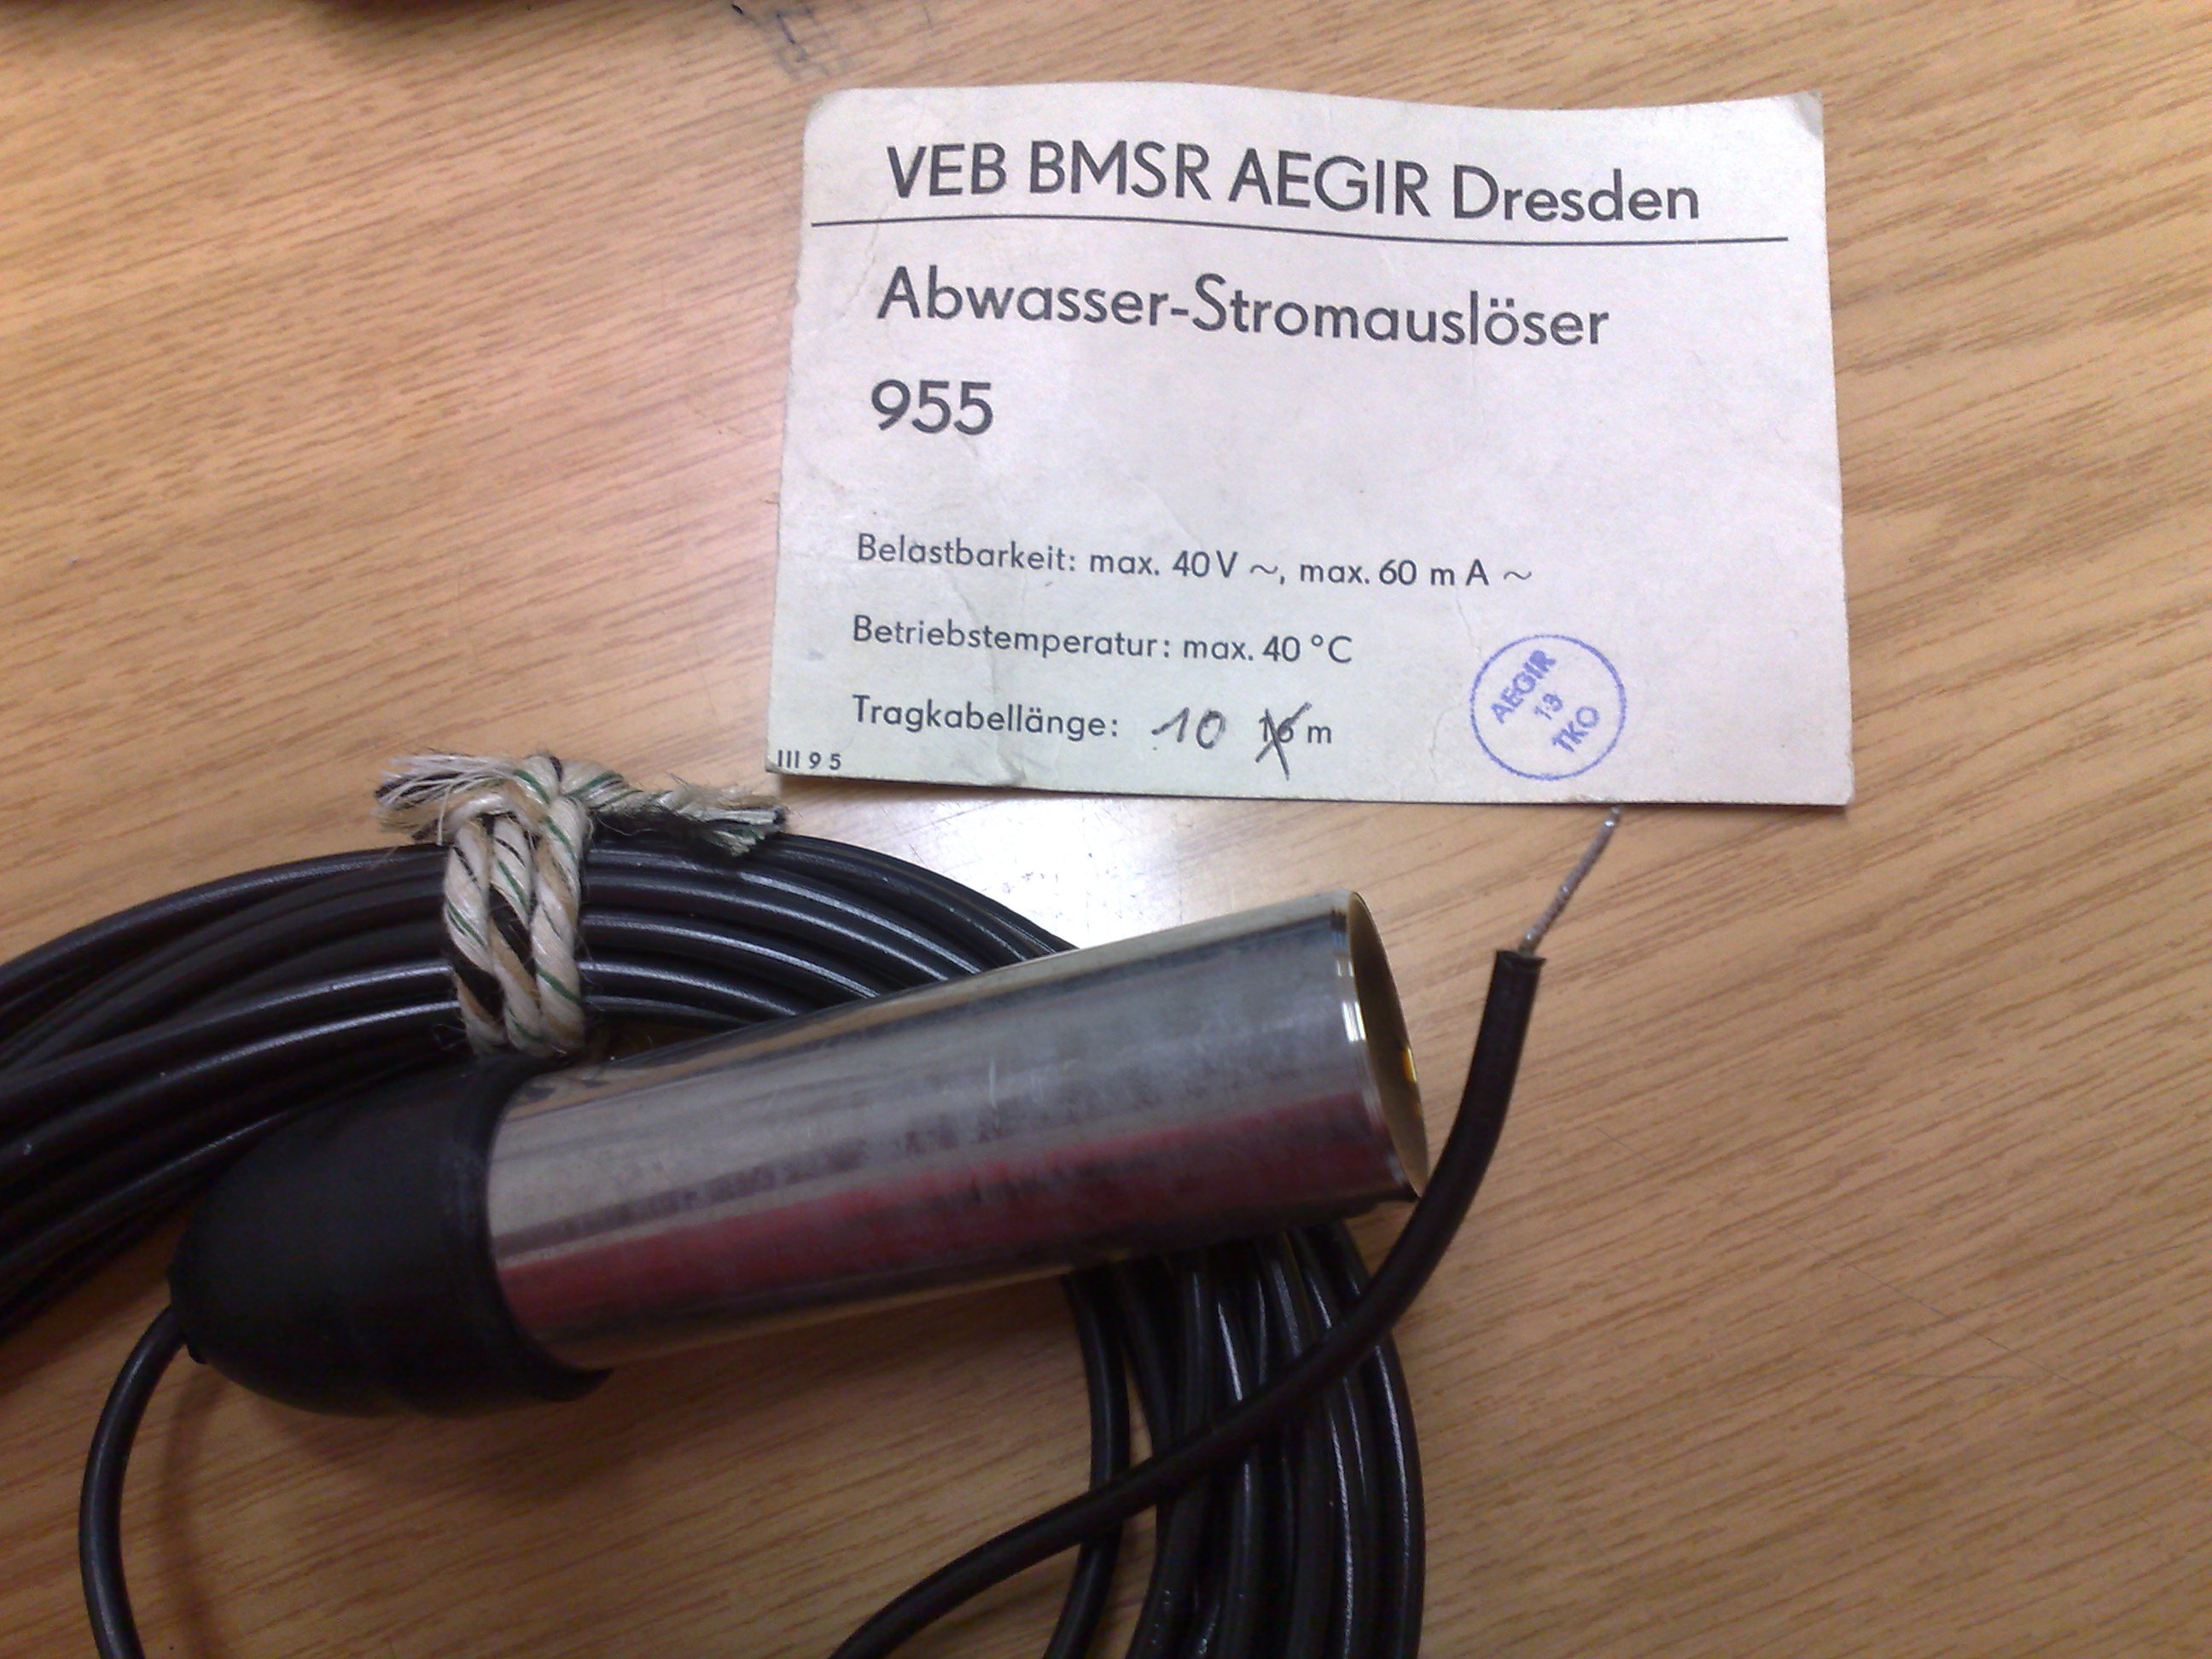 VEB BMSR AEGIR Dresden
Abwasser-Stromauslöser
955
Belastbarkeit: max. 40 V ~, max. 60 m A ~
Betriebstemperatur: max. 40 °C
Tragkabellänge: 10 16 m
III 9 5
AEGIR
13
TKO